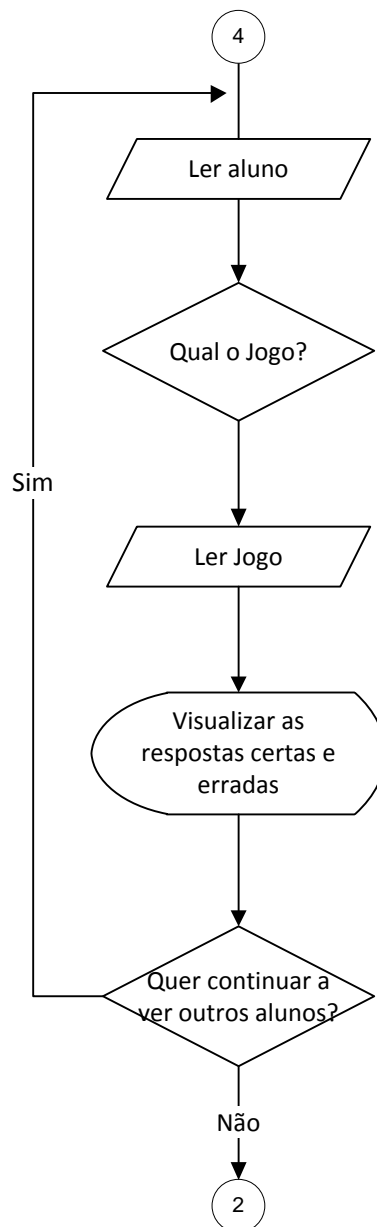 4
Ler aluno
Qual o Jogo?
Sim
Ler Jogo
Visualizar as
respostas certas e
erradas
Quer continuar a
ver outros alunos?
Não
2